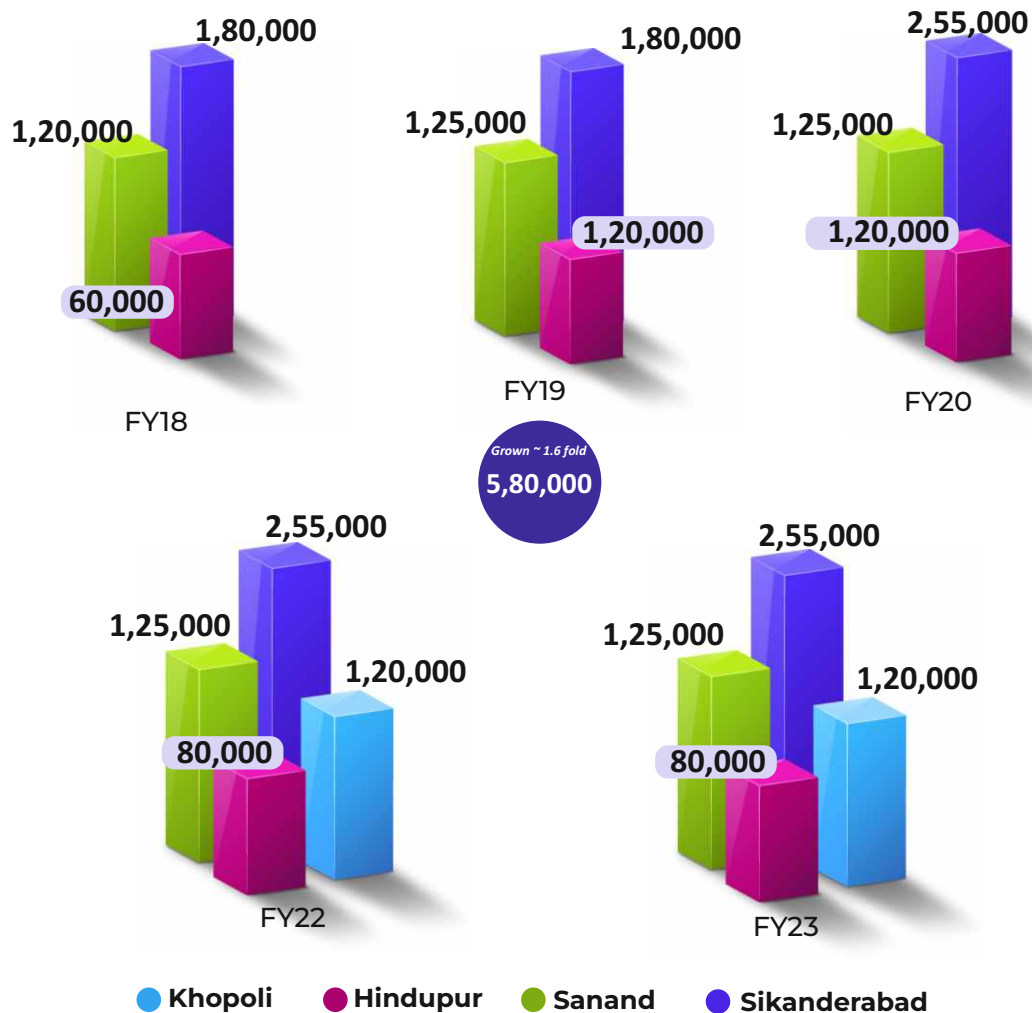 1,80,000
1,20,000
60,000
FY18
1,80,000
1,25,000
1,20,000
FY19
2,55,000
1,25,000
1,20,000
FY20
Grown ~ 1.6 fold
5,80,000
2,55,000
1,25,000
1,20,000
80,000
FY22
2,55,000
1,25,000
1,20,000
80,000
FY23
Khopoli Hindupur Sanand Sikanderabad